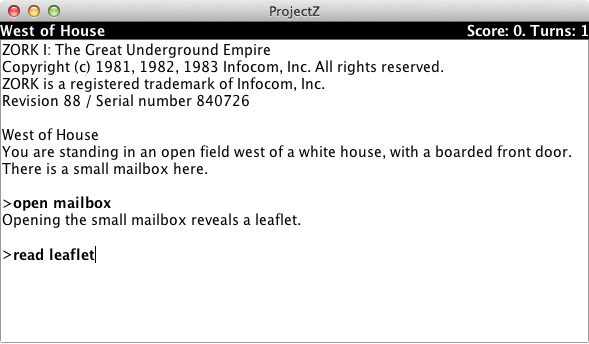 ProjectZ
West of House Score: 0. Turns: 1
ZORK I: The Great Underground Empire
Copyright (c) 1981, 1982, 1983 Infocom, Inc. All rights reserved.
ZORK is a registered trademark of Infocom, Inc.
Revision 88 / Serial number 840726
West of House
You are standing in an open field west of a white house, with a boarded front door.
There is a small mailbox here.
>open mailbox
Opening the small mailbox reveals a leaflet.
>read leaflet